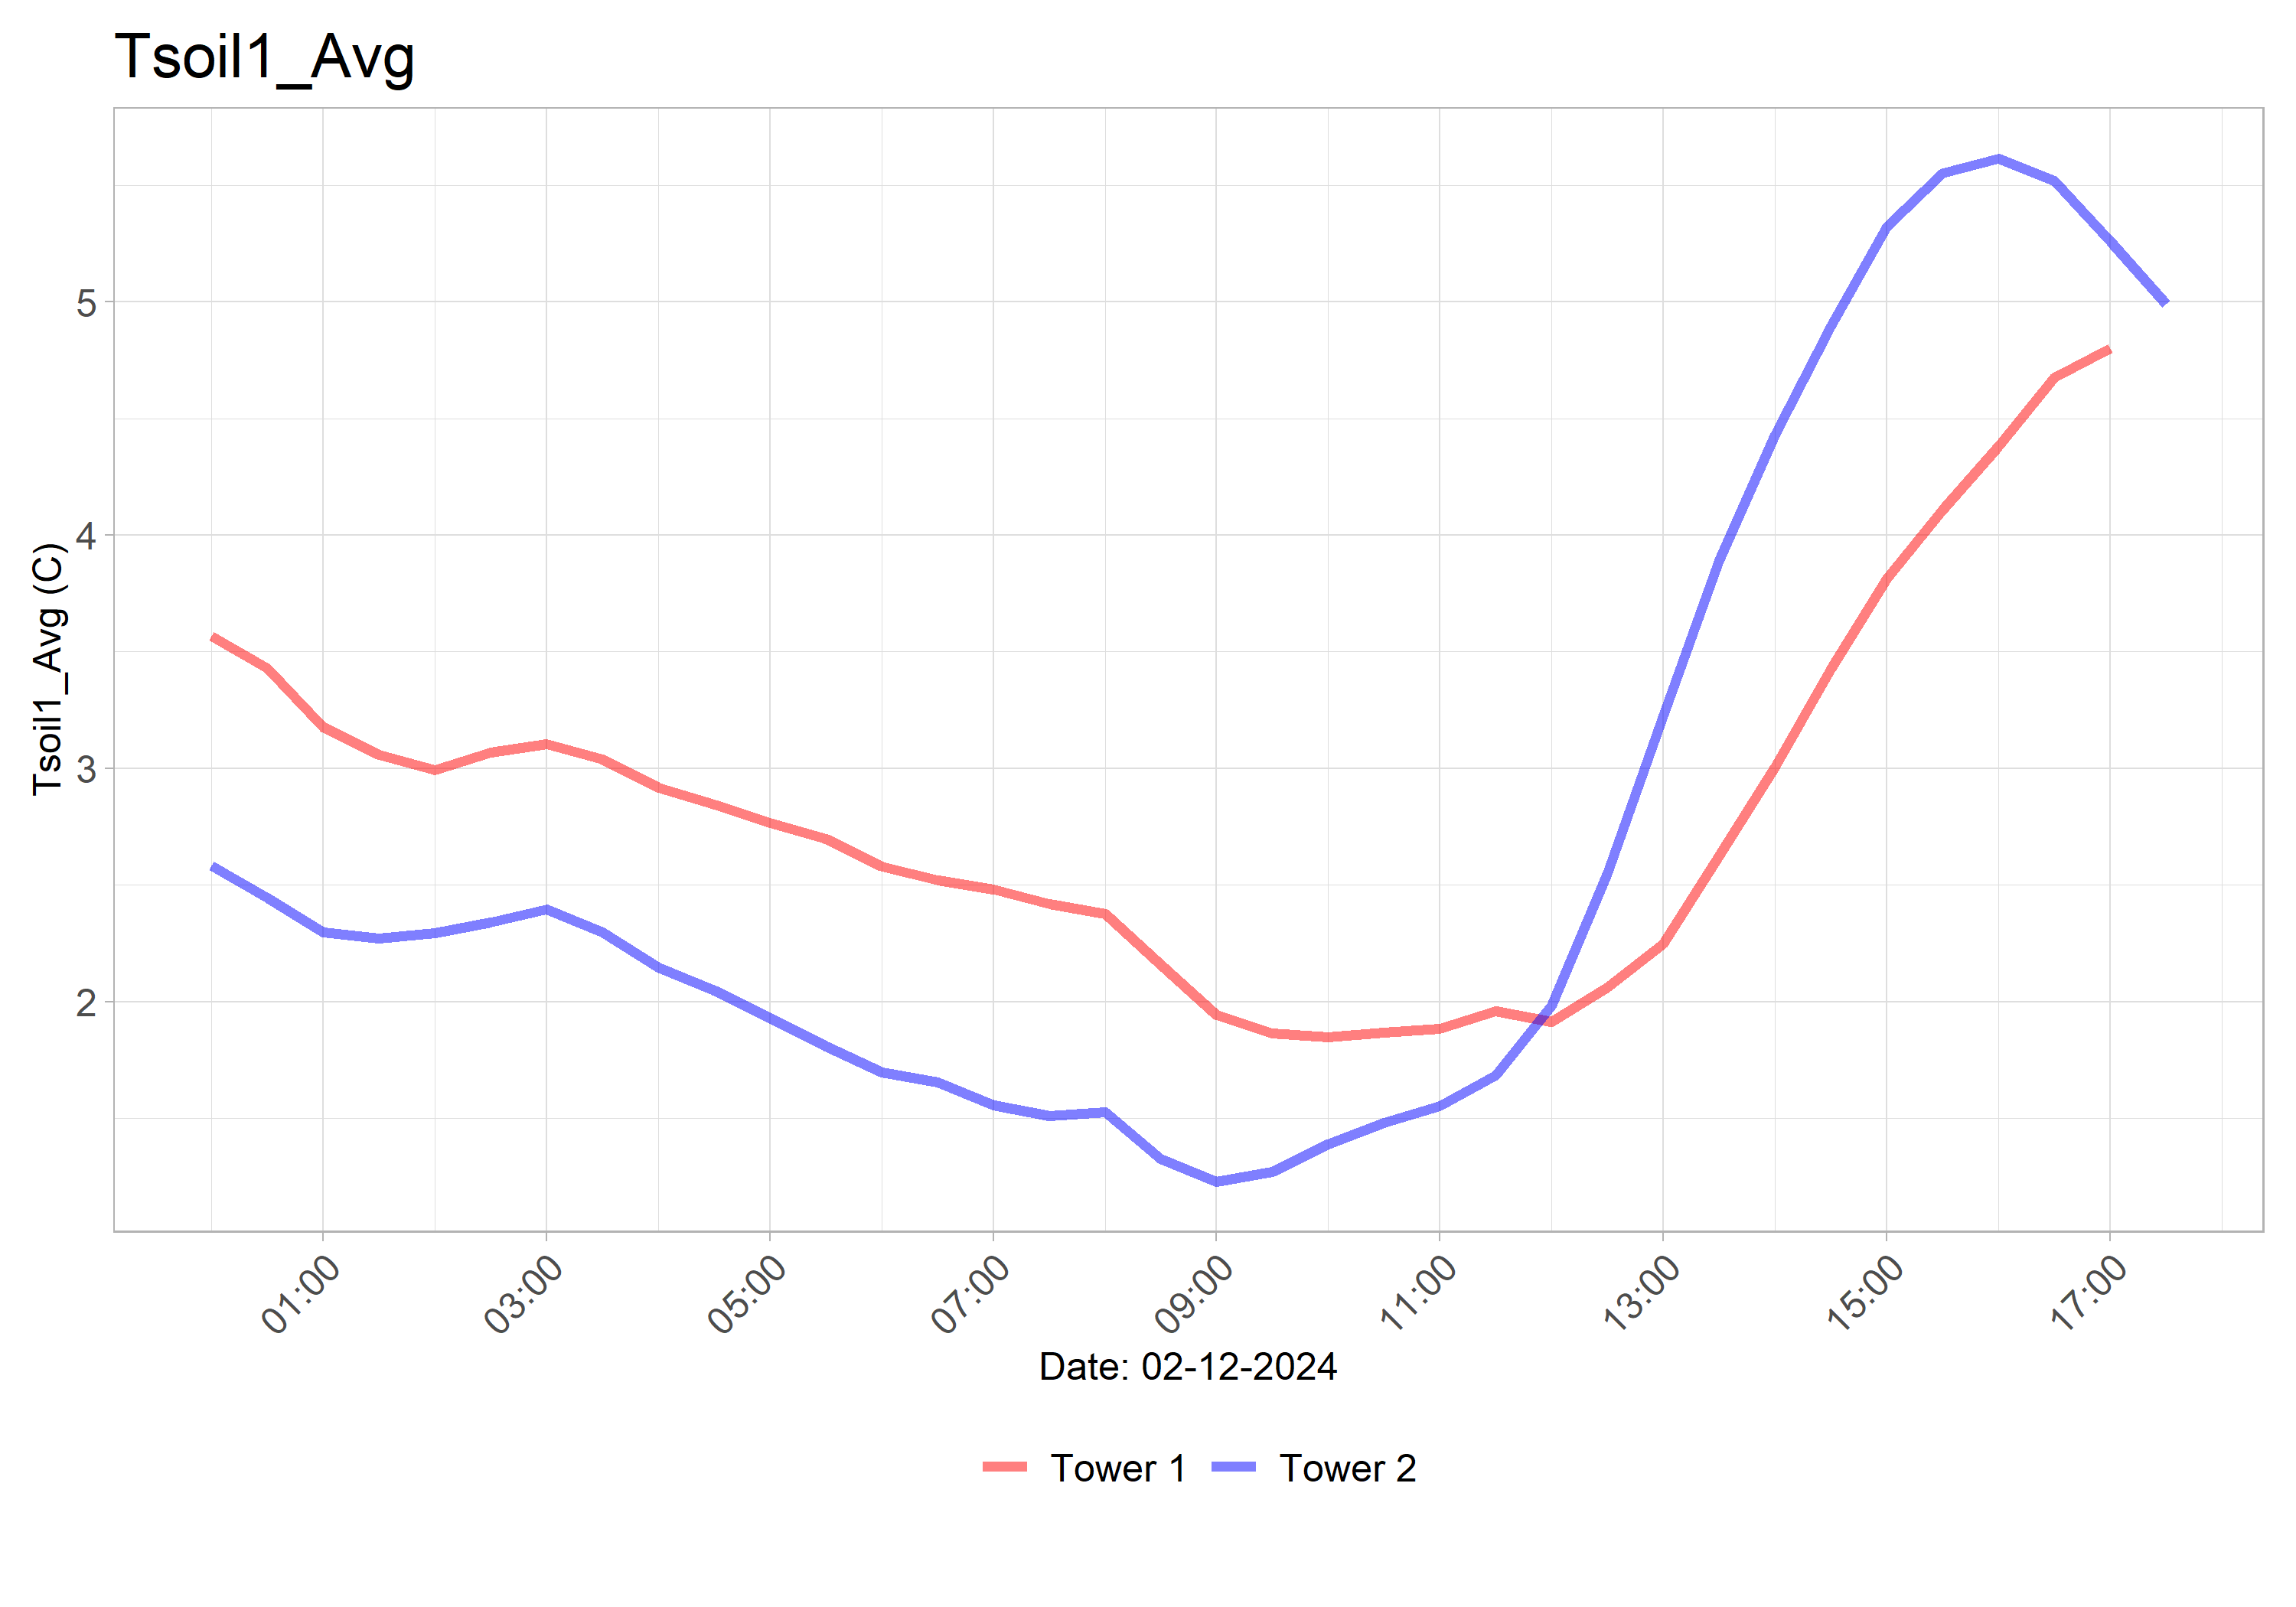 Tsoil1_Avg
Tsoil1_Avg (C)
5
4
3
2
01:00 03:00 05:00 07:00 09:00 11:00 13:00 15:00 17:00
Date: 02-12-2024
Tower 1 Tower 2